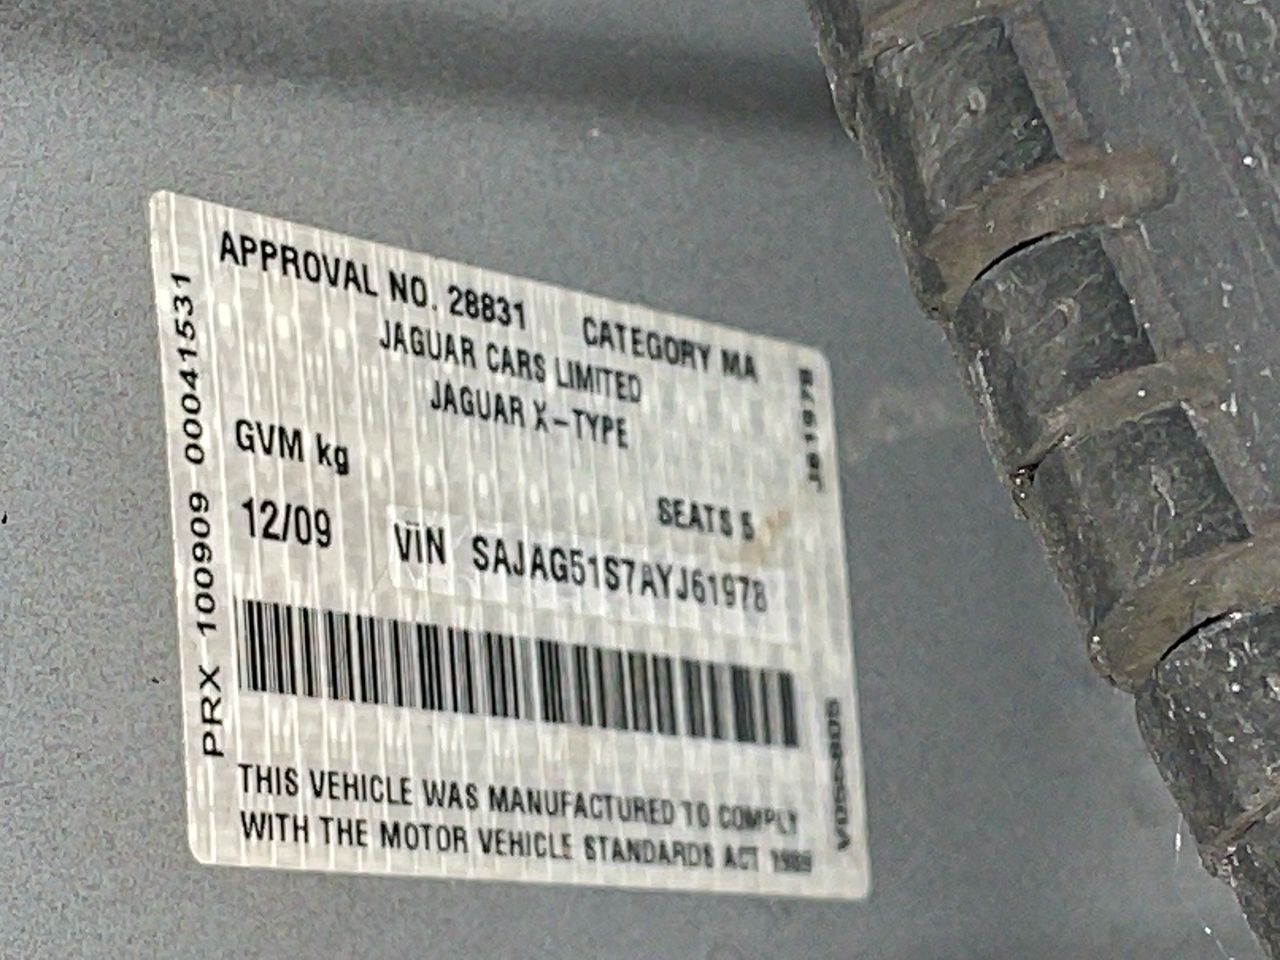 APPROVAL NO. 28831 CATEGORY MA
JAGUAR CARS LIMITED
JAGUAR X-TYPE
GVM kg
SEATS 5
12/09 VIN SAJAG51S7AYJ61978
THIS VEHICLE WAS MANUFACTURED TO COMPLY
WITH THE MOTOR VEHICLE STANDARDS ACT 1989
PRX 100909 00041531
J61978